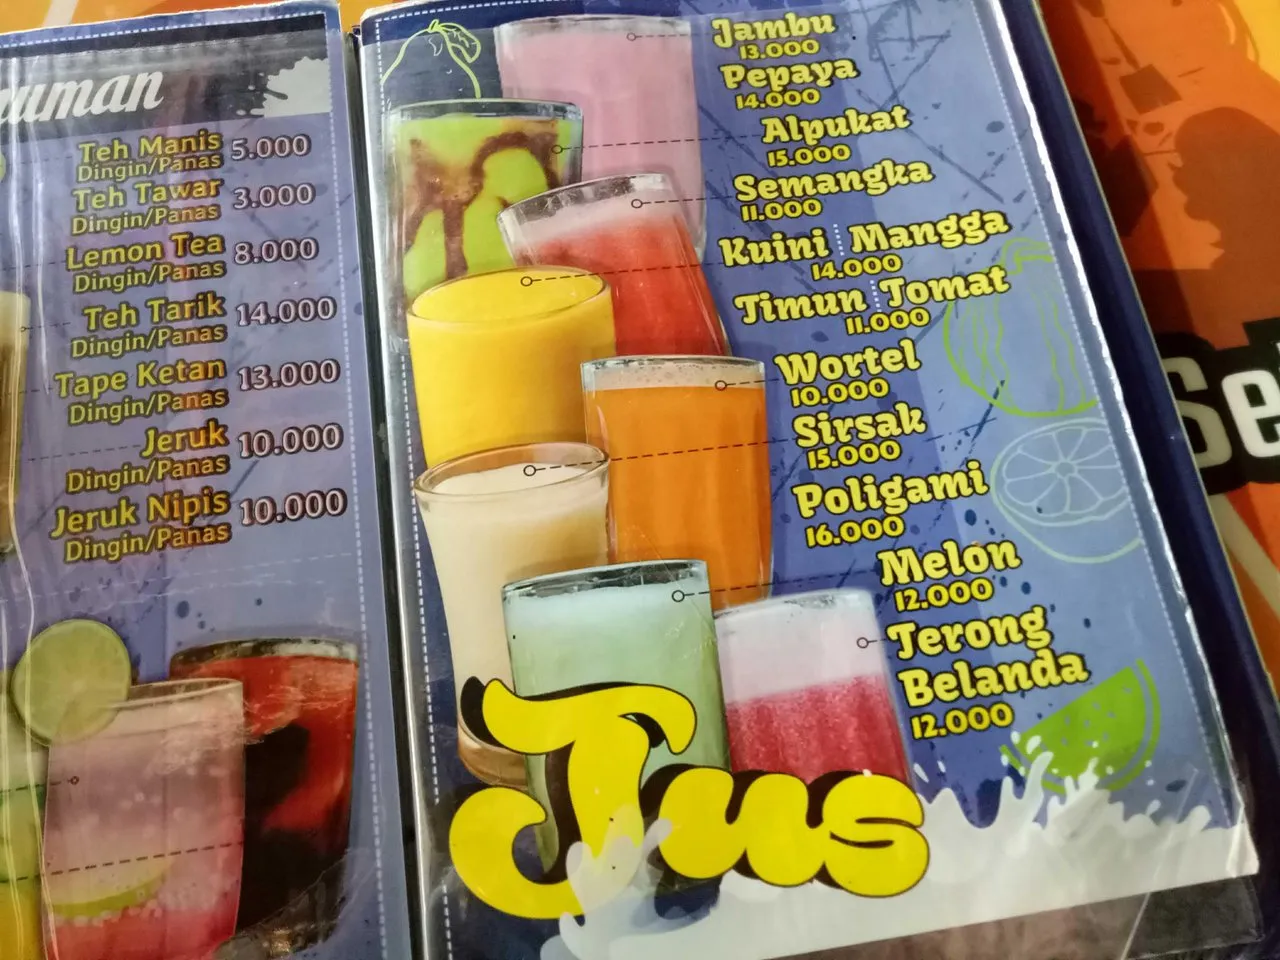 Teh Manis 5.000
Dingin/Panas
Teh Tawar 3.000
Dingin/Panas
Lemon Tea 8.000
Dingin/Panas
Teh Tarik 14.000
Dingin/Panas
Tape Ketan 13.000
Dingin/Panas
Jeruk 10.000
Dingin/Panas
Jeruk Nipis 10.000
Dingin/Panas
Jambu
13.000
Pepaya
14.000
Alpukat
15.000
Semangka
11.000
Kuini Mangga
14.000
Timun Tomat
11.000
Wortel
10.000
Sirsak
15.000
Poligami
16.000
Melon
12.000
Terong
Belanda
12.000
Jus